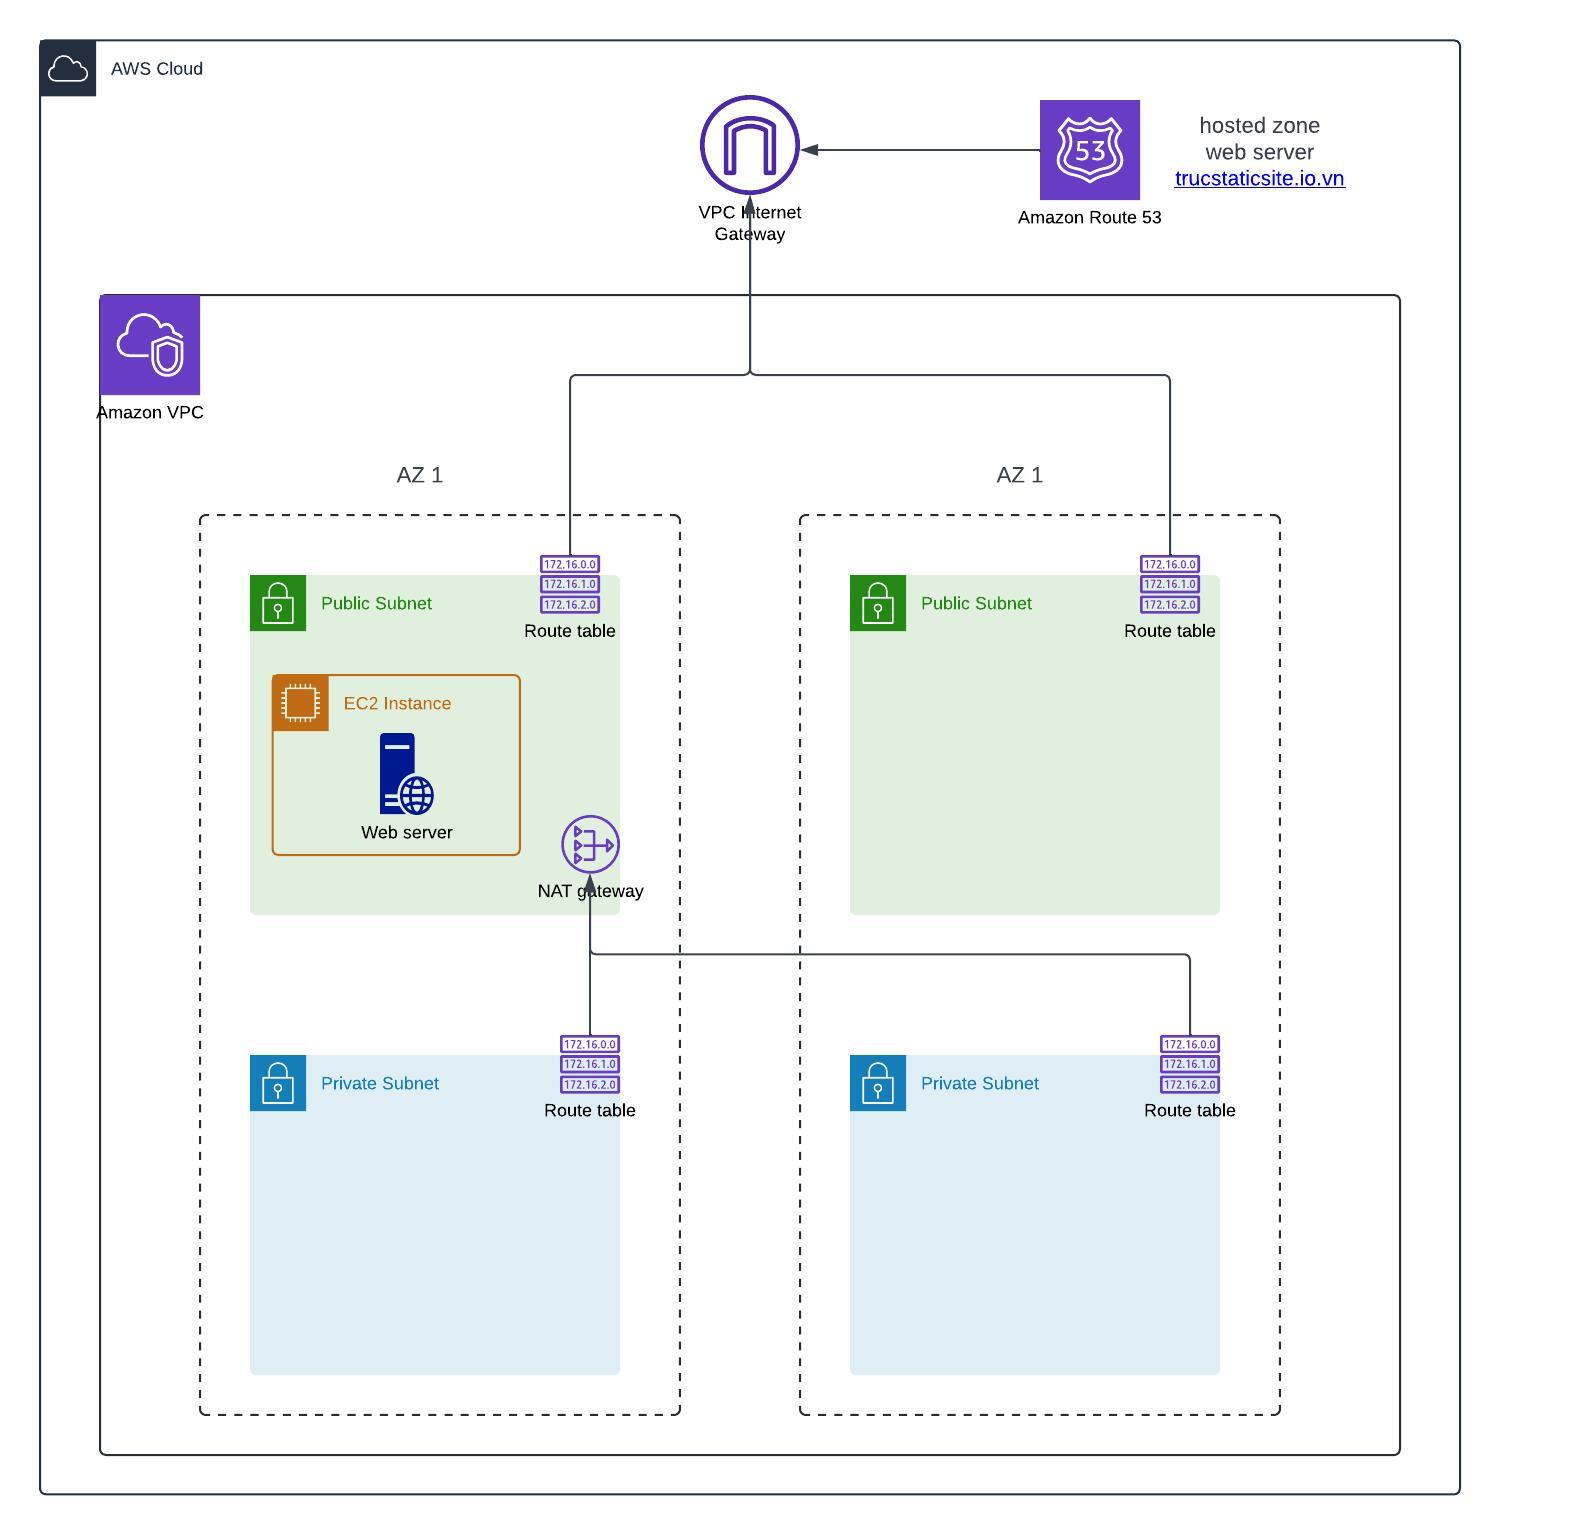 AWS Cloud
53
hosted zone
web server
trucstaticsite.io.vn
VPC Internet
Gateway
Amazon Route 53
Amazon VPC
AZ 1
AZ 1
172.16.0.0
172.16.1.0
172.16.2.0
Public Subnet
Route table
172.16.0.0
172.16.1.0
172.16.2.0
Public Subnet
Route table
EC2 Instance
Web server
NAT gateway
172.16.0.0
172.16.1.0
172.16.2.0
Private Subnet
Route table
172.16.0.0
172.16.1.0
172.16.2.0
Private Subnet
Route table